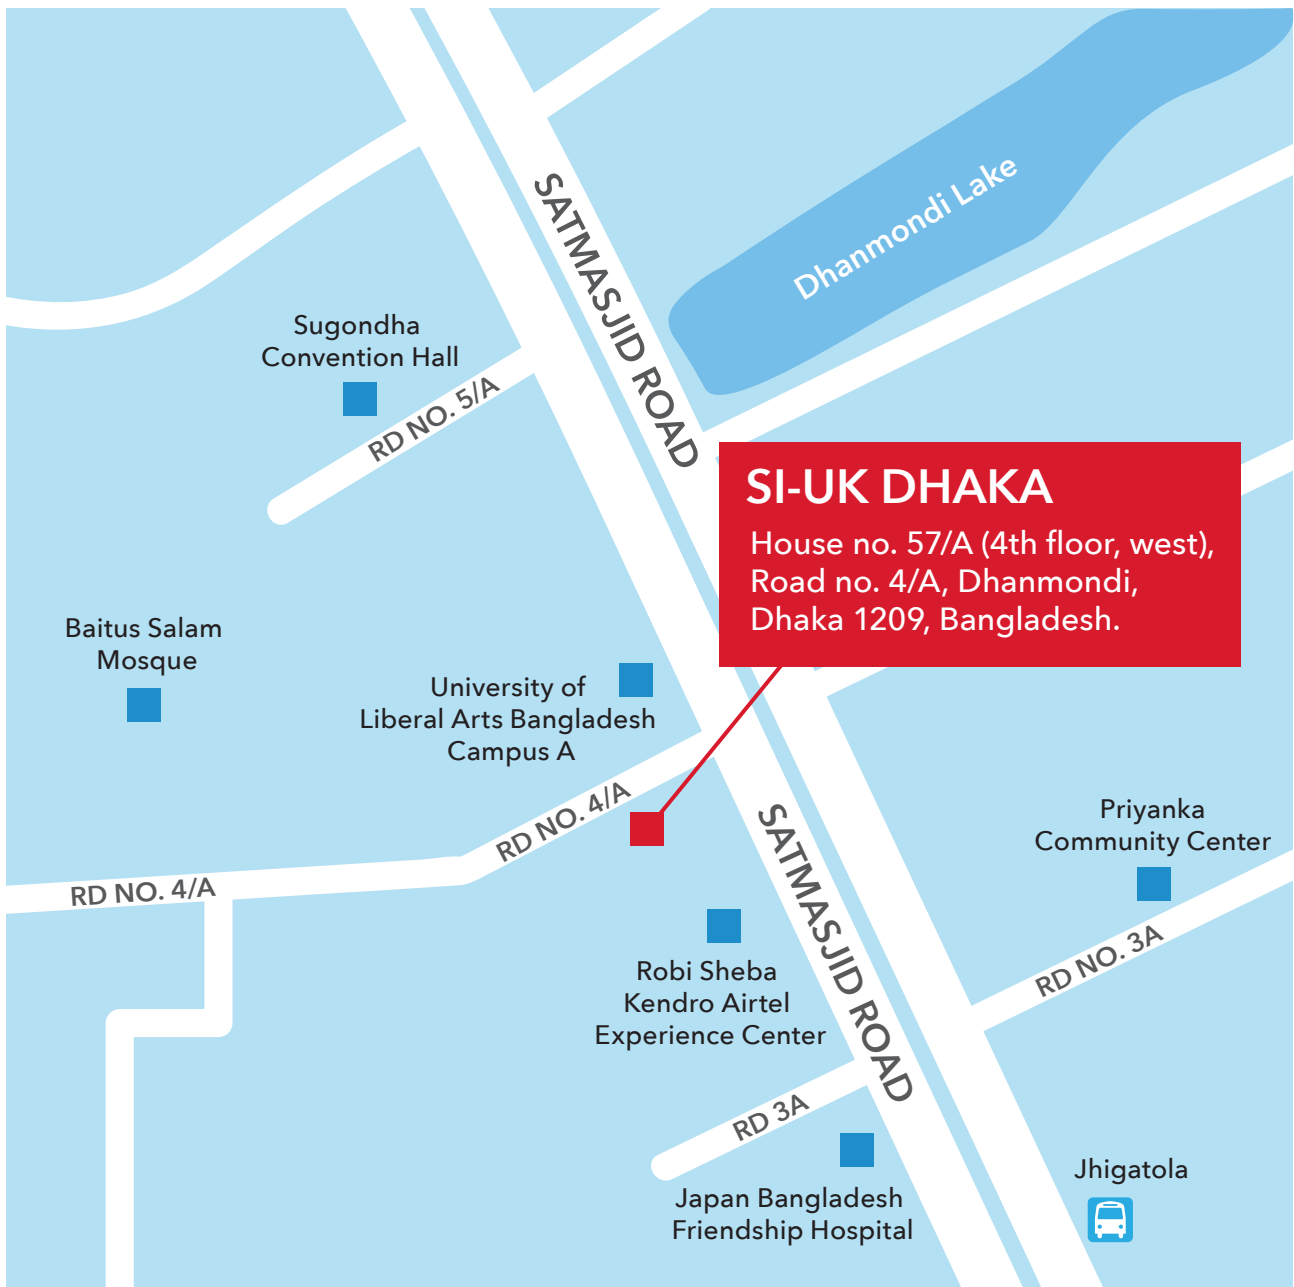 Dhanmondi Lake
SATMASJID ROAD
Sugondha
Convention Hall
RD NO. 5/A
SI-UK DHAKA
House no. 57/A (4th floor, west),
Road no. 4/A, Dhanmondi,
Dhaka 1209, Bangladesh.
Baitus Salam
Mosque
University of
Liberal Arts Bangladesh
Campus A
RD NO. 4/A
RD NO. 4/A
SATMASJID ROAD
Priyanka
Community Center
RD NO. 3A
Robi Sheba
Kendro Airtel
Experience Center
RD 3A
Japan Bangladesh
Friendship Hospital
Jhigatola